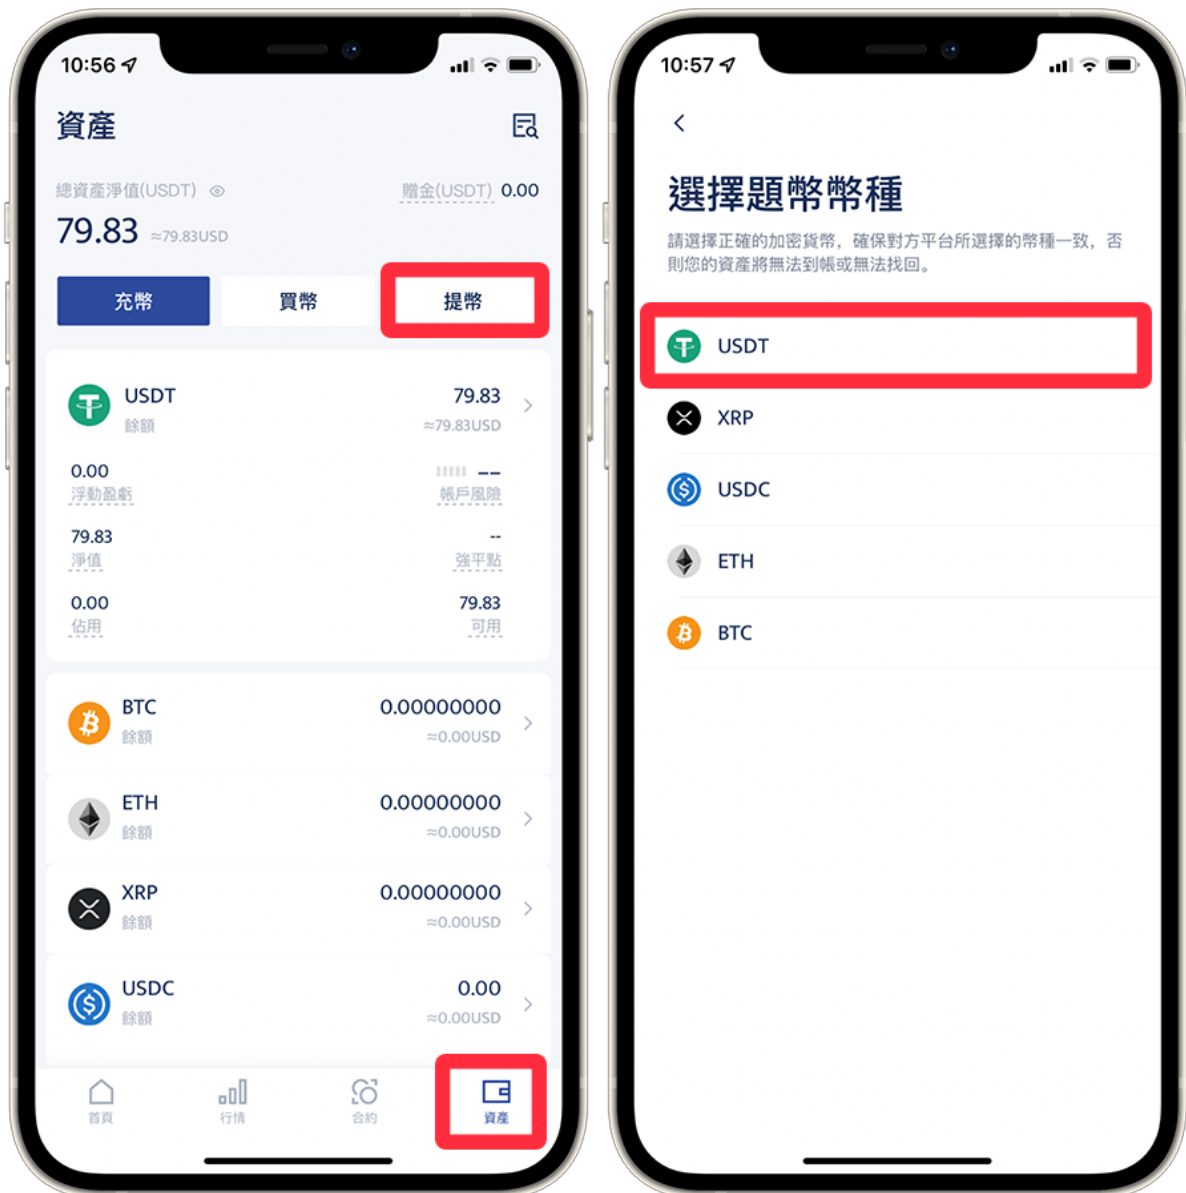 10:56
資產
總資產淨值(USDT)
贈金(USDT) 0.00
79.83 ≈79.83USD
充幣
買幣
提幣
USDT
餘額
79.83
≈79.83USD
0.00
浮動盈虧
--
帳戶風險
79.83
淨值
--
強平點
0.00
佔用
79.83
可用
BTC
餘額
0.00000000
≈0.00USD
ETH
餘額
0.00000000
≈0.00USD
XRP
餘額
0.00000000
≈0.00USD
USDC
餘額
0.00
≈0.00USD
首頁
行情
合約
資產
10:57
選擇題幣幣種
請選擇正確的加密貨幣，確保對方平台所選擇的幣種一致，否
則您的資產將無法到帳或無法找回。
USDT
XRP
USDC
ETH
BTC